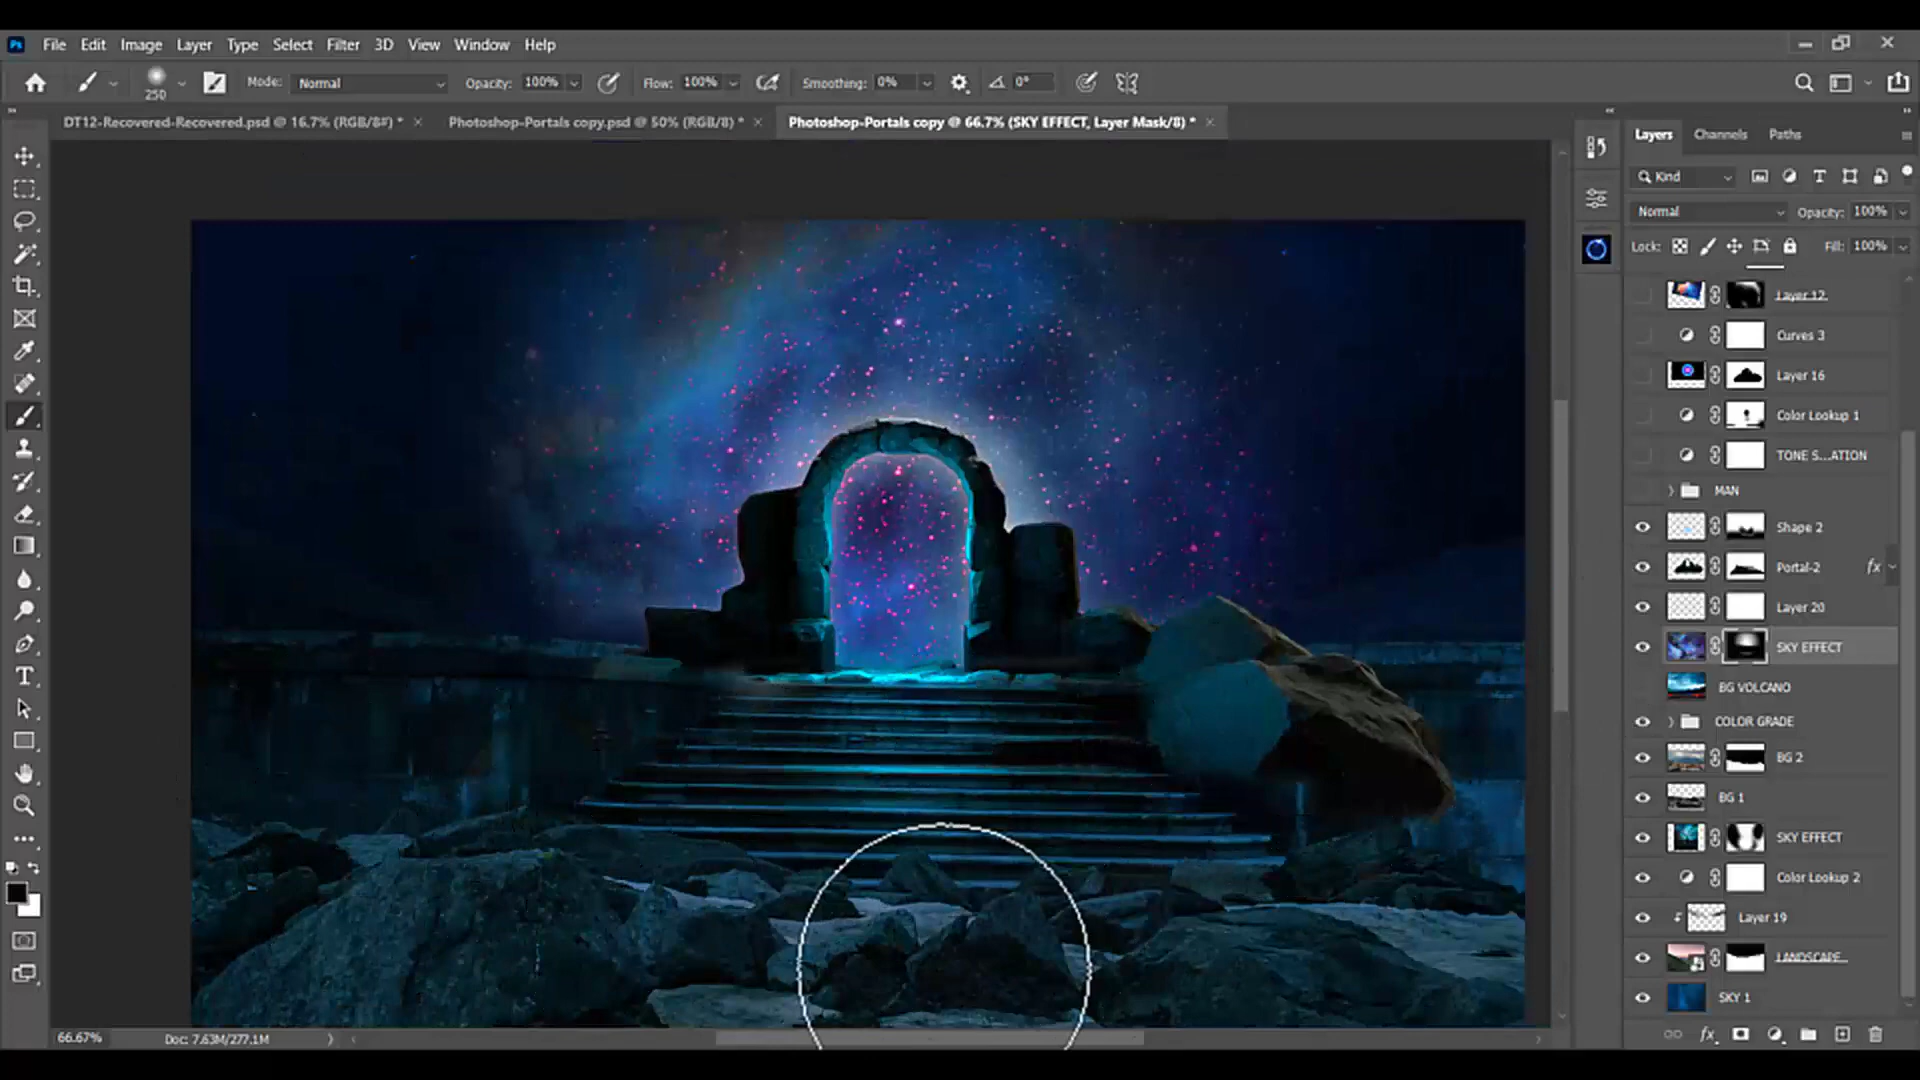 Ps File Edit Image Layer Type Select Filter 3D View Window Help
250 Mode: Normal Opacity: 100% Flow: 100% Smoothing: 0% 0°
DT12-Recovered-Recovered.psd @ 16.7% (RGB/8#) * × Photoshop-Portals copy.psd @ 50% (RGB/8) * × Photoshop-Portals copy @ 66.7% (SKY EFFECT, Layer Mask/8) * ×
Layers Channels Paths
Kind
Normal Opacity: 100%
Lock: Fill: 100%
Layer 12
Curves 3
Layer 16
Color Lookup 1
TONE S...ATION
MAN
Shape 2
Portal-2 fx
Layer 20
SKY EFFECT
BG VOLCANO
COLOR GRADE
BG 2
BG 1
SKY EFFECT
Color Lookup 2
Layer 19
LANDSCAPE
SKY 1
66.67% Doc: 7.63M/277.1M
fx